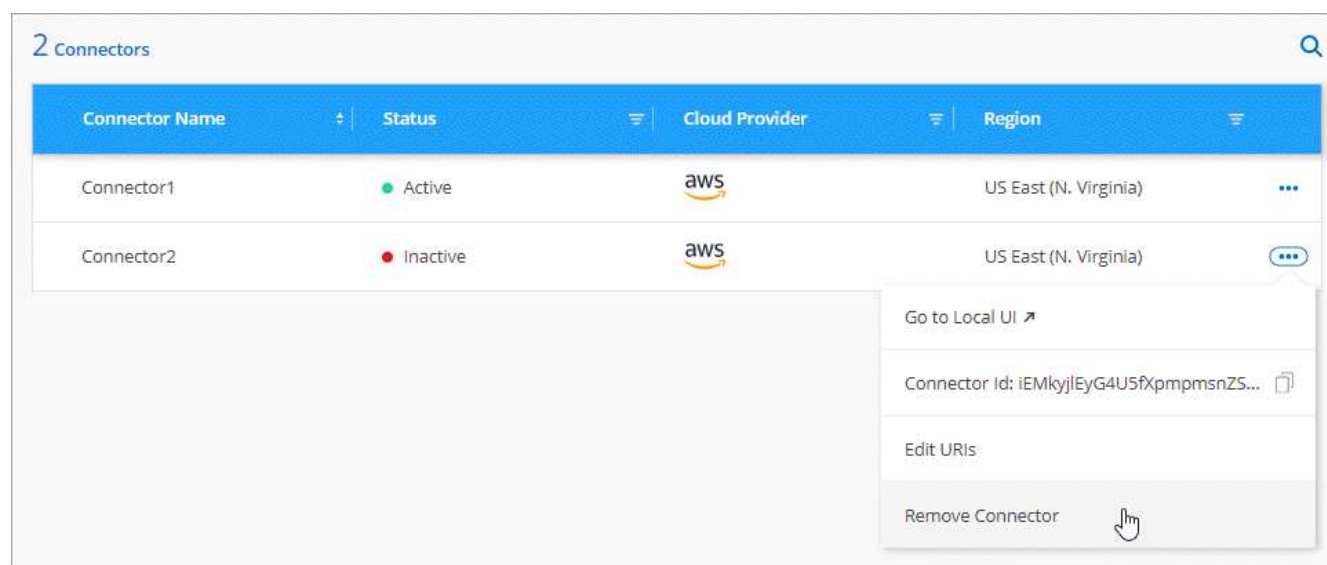 2 Connectors
Connector Name Status Cloud Provider Region
Connector1 Active aws US East (N. Virginia)
Connector2 Inactive aws US East (N. Virginia)
Go to Local UI
Connector Id: iEMkyjlEyG4U5fXpmpmsnZS...
Edit URIs
Remove Connector